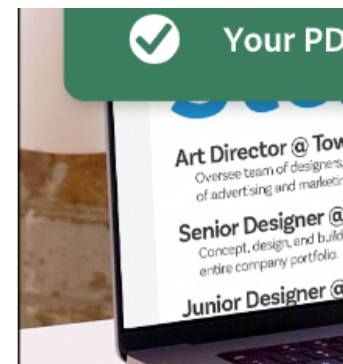 Your PD
Art Director @ Tow
Oversee team of designers,
of advertising and marketin
Senior Designer @
Concept, design, and build
entire company portfolio.
Junior Designer @